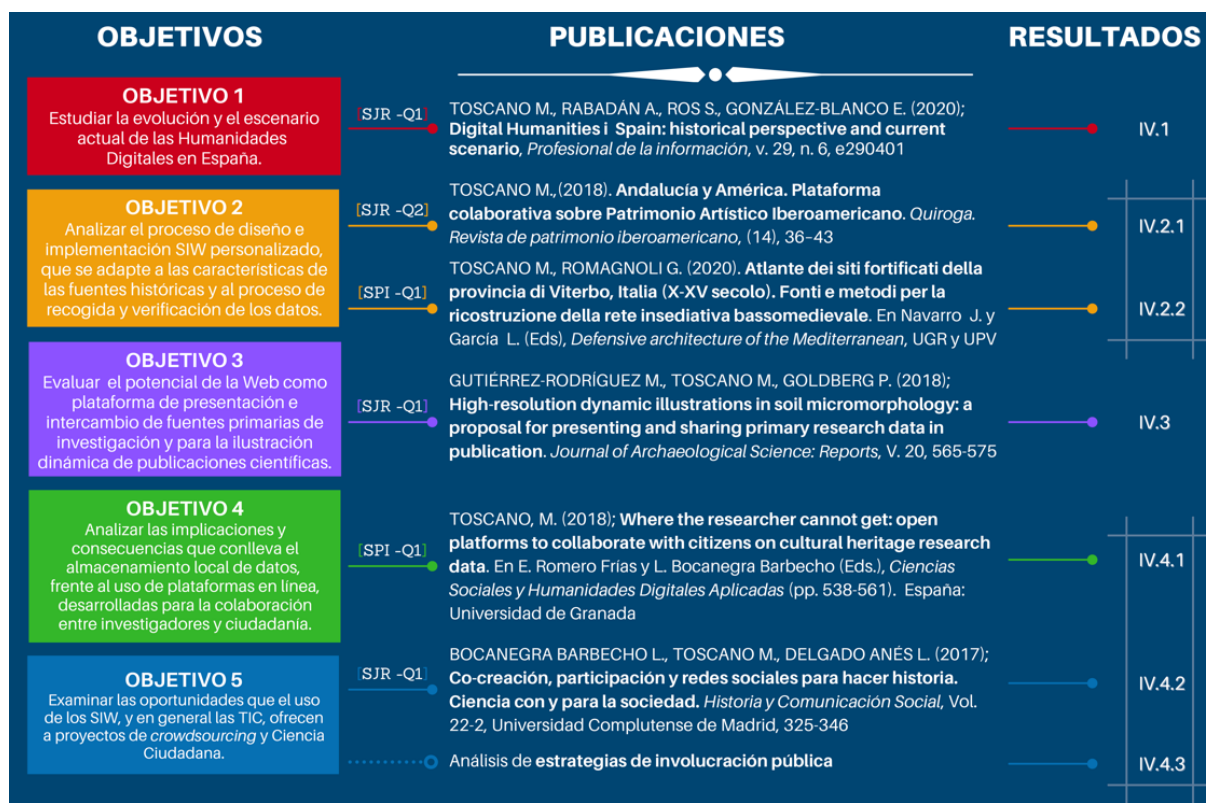 OBJETIVOS
PUBLICACIONES
RESULTADOS
OBJETIVO 1
Estudiar la evolución y el escenario
actual de las Humanidades
Digitales en España.
[SJR -Q1]
TOSCANO M., RABADÁN A., ROS S., GONZÁLEZ-BLANCO E. (2020);
Digital Humanities i Spain: historical perspective and current
scenario, Profesional de la información, v. 29, n. 6, e290401
IV.1
OBJETIVO 2
Analizar el proceso de diseño e
implementación SIW personalizado,
que se adapte a las características de
las fuentes históricas y al proceso de
recogida y verificación de los datos.
[SJR -Q2]
TOSCANO M.,(2018). Andalucía y América. Plataforma
colaborativa sobre Patrimonio Artístico Iberoamericano. Quiroga.
Revista de patrimonio iberoamericano, (14), 36–43
IV.2.1
[SPI -Q1]
TOSCANO M., ROMAGNOLI G. (2020). Atlante dei siti fortificati della
provincia di Viterbo, Italia (X-XV secolo). Fonti e metodi per la
ricostruzione della rete insediativa bassomedievale. En Navarro J. y
García L. (Eds), Defensive architecture of the Mediterranean, UGR y UPV
IV.2.2
OBJETIVO 3
Evaluar el potencial de la Web como
plataforma de presentación e
intercambio de fuentes primarias de
investigación y para la ilustración
dinámica de publicaciones científicas.
[SJR -Q1]
GUTIÉRREZ-RODRÍGUEZ M., TOSCANO M., GOLDBERG P. (2018);
High-resolution dynamic illustrations in soil micromorphology: a
proposal for presenting and sharing primary research data in
publication. Journal of Archaeological Science: Reports, V. 20, 565-575
IV.3
OBJETIVO 4
Analizar las implicaciones y
consecuencias que conlleva el
almacenamiento local de datos,
frente al uso de plataformas en línea,
desarrolladas para la colaboración
entre investigadores y ciudadanía.
[SPI -Q1]
TOSCANO, M. (2018); Where the researcher cannot get: open
platforms to collaborate with citizens on cultural heritage research
data. En E. Romero Frías y L. Bocanegra Barbecho (Eds.), Ciencias
Sociales y Humanidades Digitales Aplicadas (pp. 538-561). España:
Universidad de Granada
IV.4.1
OBJETIVO 5
Examinar las oportunidades que el uso
de los SIW, y en general las TIC, ofrecen
a proyectos de crowdsourcing y Ciencia
Ciudadana.
[SJR -Q1]
BOCANEGRA BARBECHO L., TOSCANO M., DELGADO ANÉS L. (2017);
Co-creación, participación y redes sociales para hacer historia.
Ciencia con y para la sociedad. Historia y Comunicación Social, Vol.
22-2, Universidad Complutense de Madrid, 325-346
IV.4.2
Análisis de estrategias de involucración pública
IV.4.3